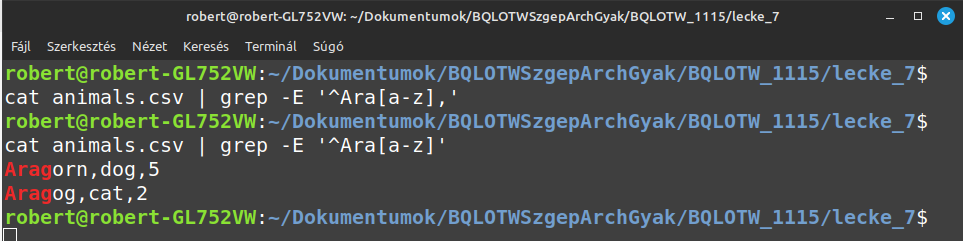 robert@robert-GL752VW: ~/Dokumentumok/BQLOTWSzgepArchGyak/BQLOTW_1115/lecke_7
Fájl Szerkesztés Nézet Keresés Terminál Súgó
robert@robert-GL752VW:~/Dokumentumok/BQLOTWSzgepArchGyak/BQLOTW_1115/lecke_7$
cat animals.csv | grep -E '^Ara[a-z],'
robert@robert-GL752VW:~/Dokumentumok/BQLOTWSzgepArchGyak/BQLOTW_1115/lecke_7$
cat animals.csv | grep -E '^Ara[a-z]'
Aragorn,dog,5
Aragog,cat,2
robert@robert-GL752VW:~/Dokumentumok/BQLOTWSzgepArchGyak/BQLOTW_1115/lecke_7$